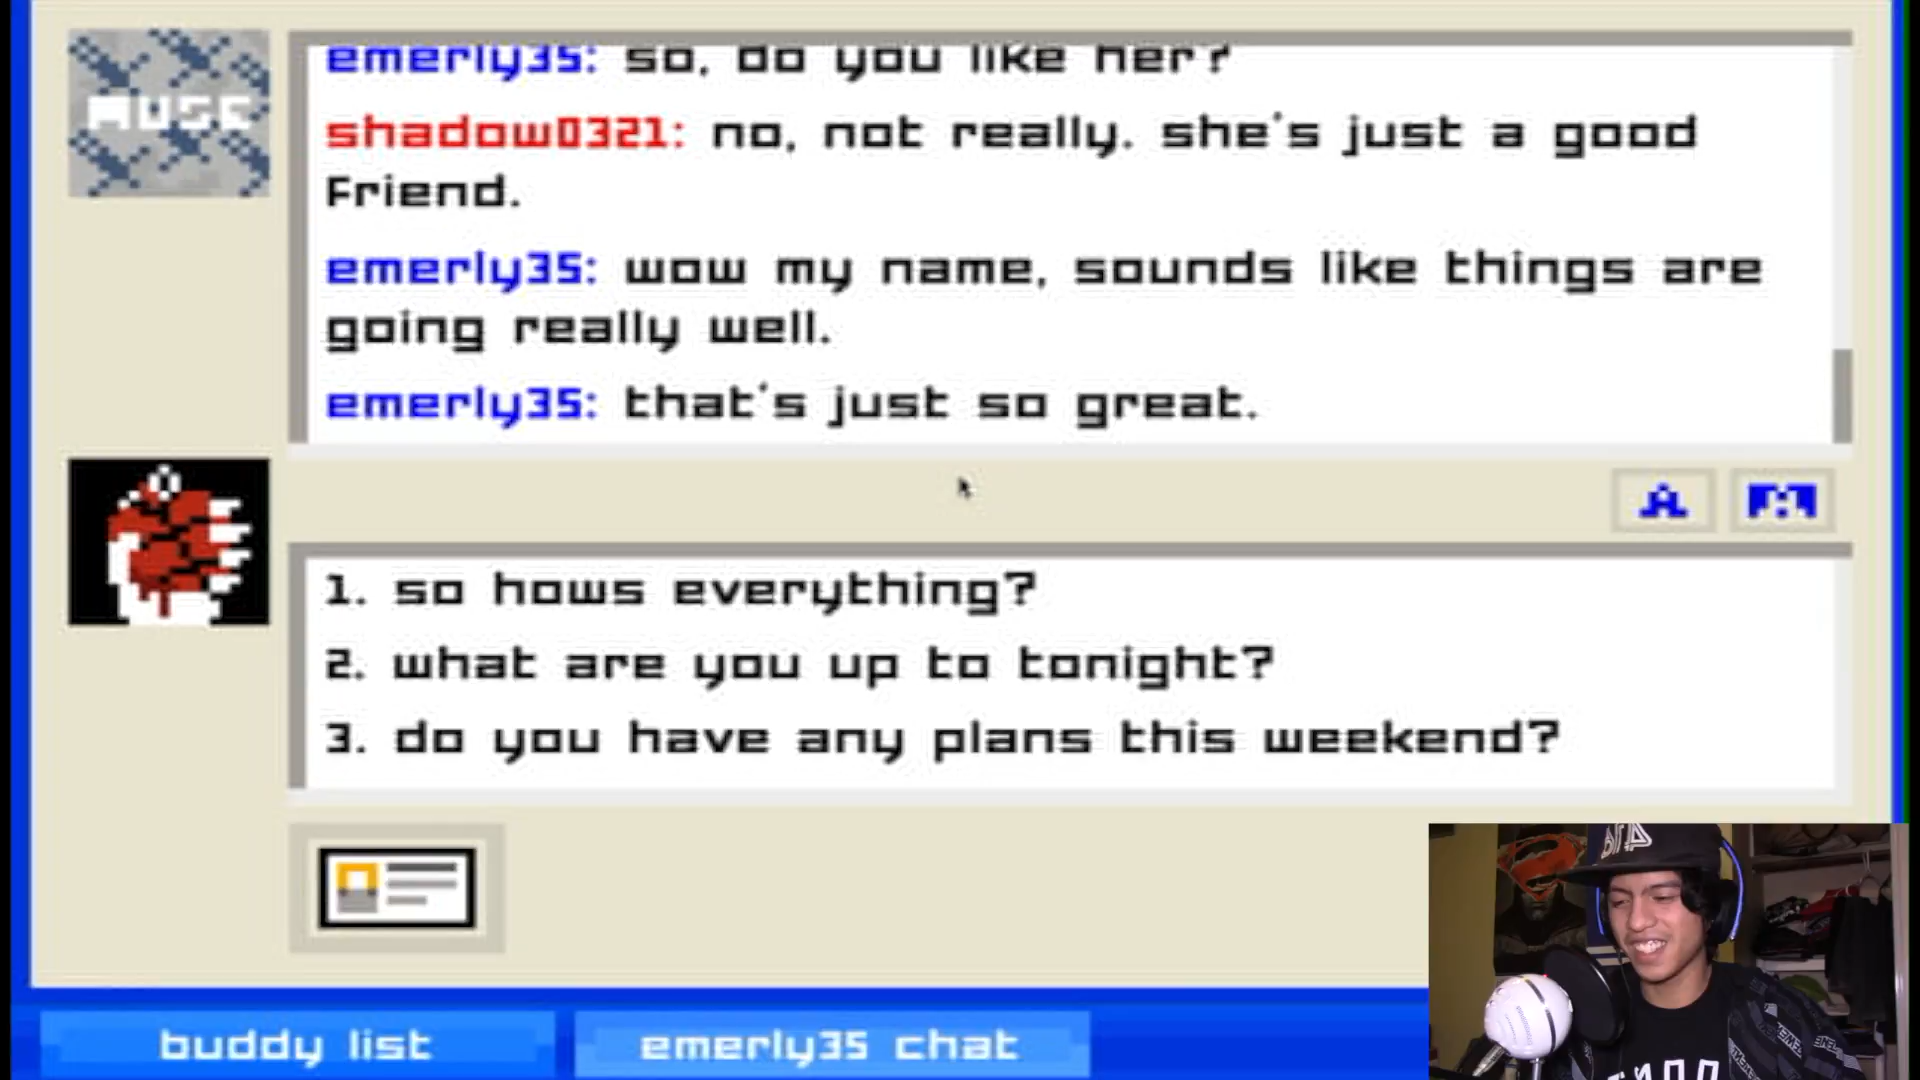 MUSE
emerly35: so, do you like her?
shadow0321: no, not really. she's just a good
friend.
emerly35: wow my name, sounds like things are
going really well.
emerly35: that's just so great.
A
1. so hows everything?
2. what are you up to tonight?
3. do you have any plans this weekend?
buddy list
emerly35 chat